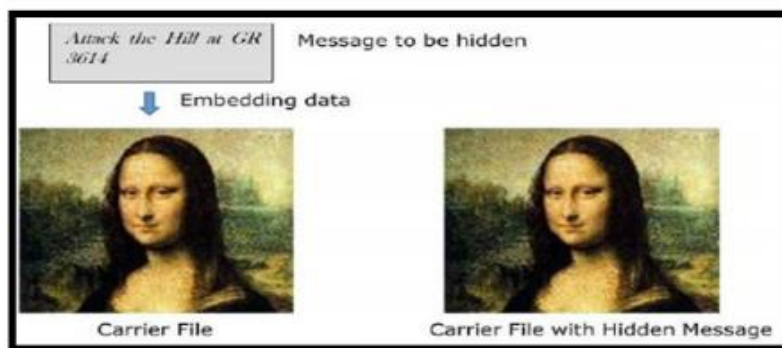 Attack the Hill at GR
3614
Message to be hidden
Embedding data
Carrier File
Carrier File with Hidden Message